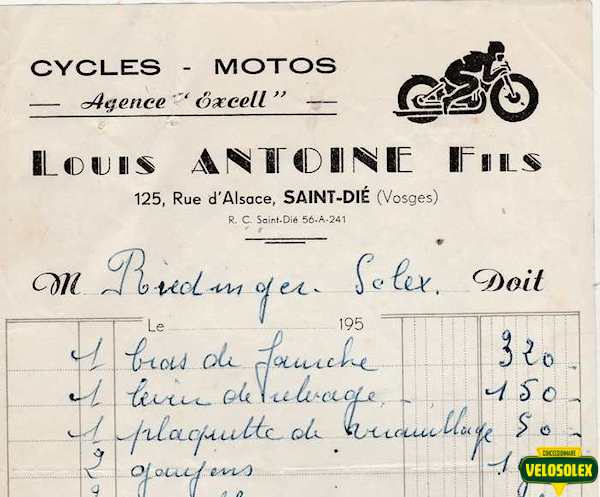 CYCLES - MOTOS
— Agence "Excell" —
LOUIS ANTOINE FILS
125, Rue d'Alsace, SAINT-DIÉ (Vosges)
R. C. Saint-Dié 56-A-241
M Riedinger. Solex. Doit
Le 195
1 bras de fourche 320 -
1 levier de relevage - 150 -
1 plaquette de verrouillage 50 -
2 goujons 1
CONCESSIONNAIRE
VELOSOLEX